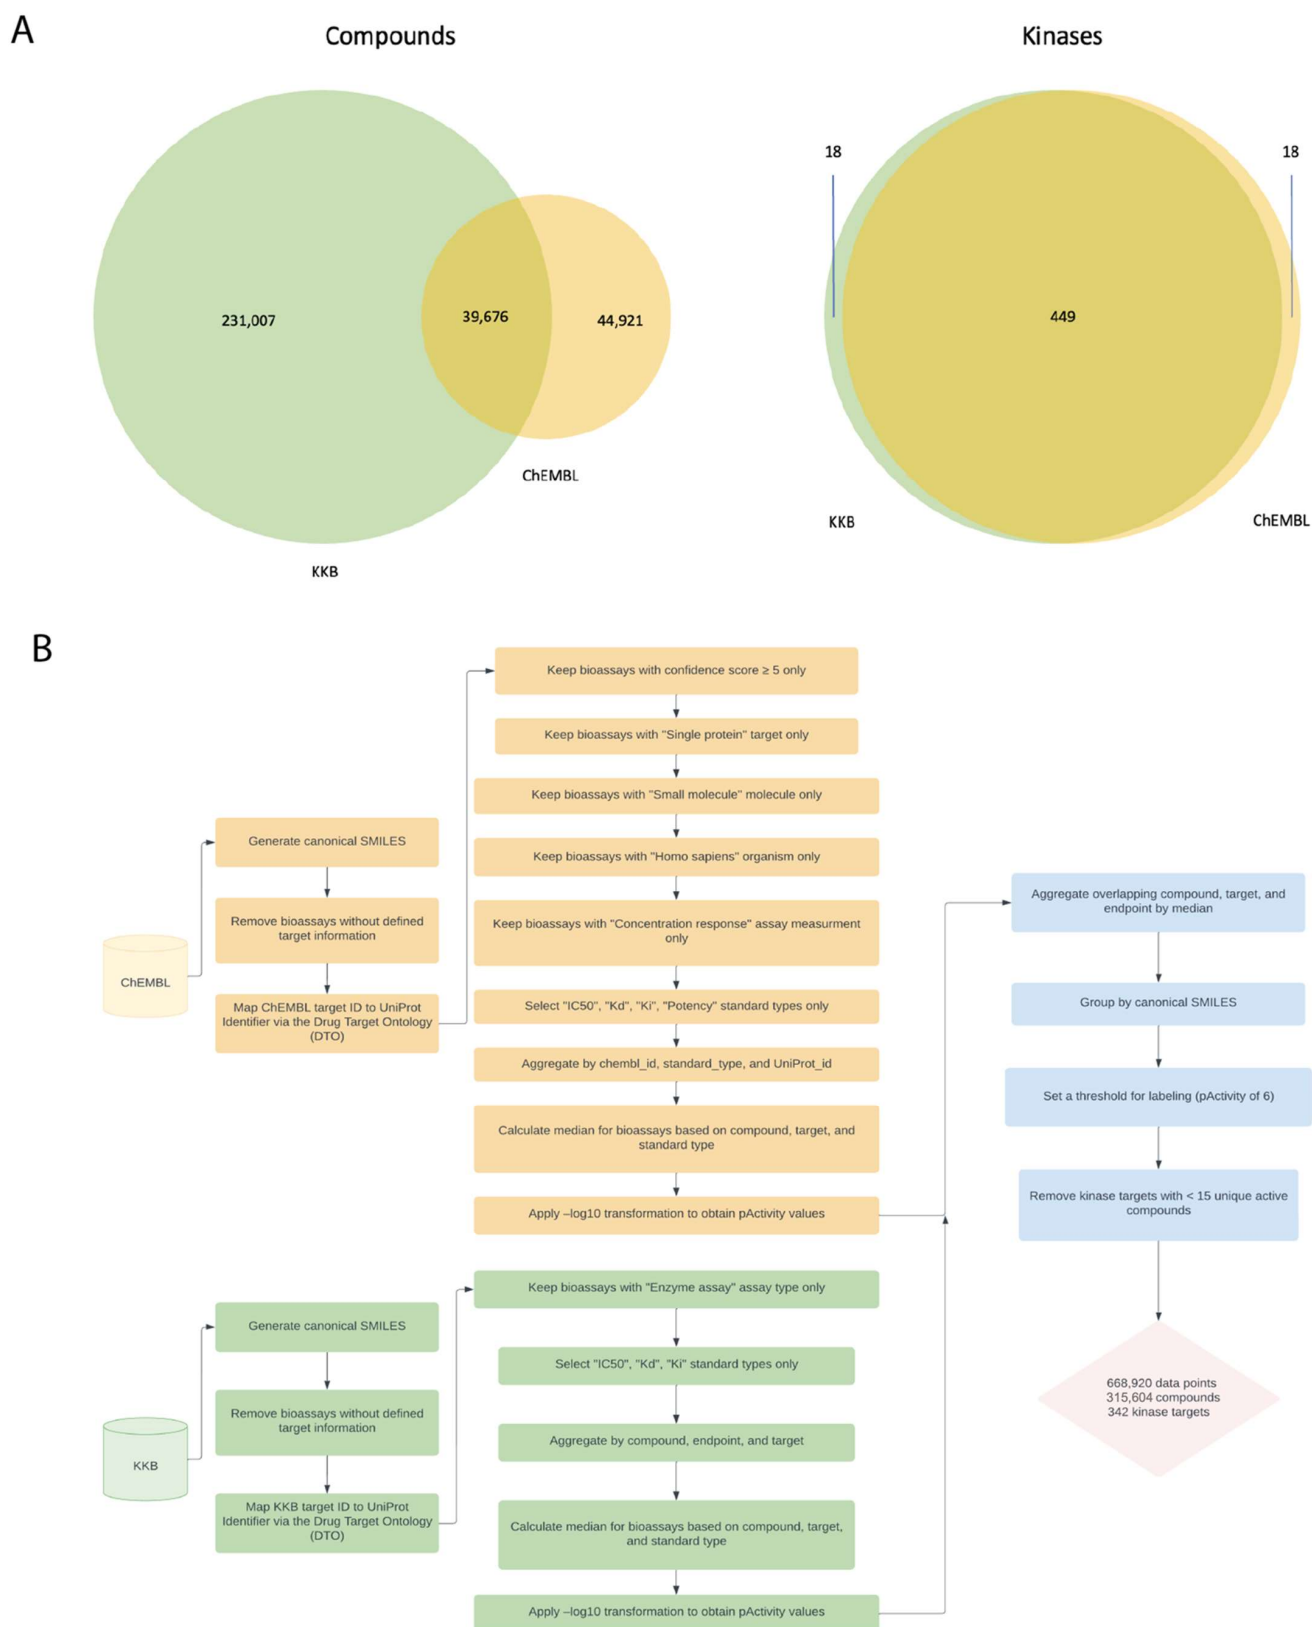 A
Compounds
Kinases
231,007
39,676
44,921
ChEMBL
KKB
18
18
449
KKB
ChEMBL
B
ChEMBL
Generate canonical SMILES
Remove bioassays without defined
target information
Map ChEMBL target ID to UniProt
Identifier via the Drug Target Ontology
(DTO)
Keep bioassays with confidence score ≥ 5 only
Keep bioassays with "Single protein" target only
Keep bioassays with "Small molecule" molecule only
Keep bioassays with "Homo sapiens" organism only
Keep bioassays with "Concentration response" assay measurment
only
Select "IC50", "Kd", "Ki", "Potency" standard types only
Aggregate by chembl_id, standard_type, and UniProt_id
Calculate median for bioassays based on compound, target, and
standard type
Apply –log10 transformation to obtain pActivity values
KKB
Generate canonical SMILES
Remove bioassays without defined
target information
Map KKB target ID to UniProt
Identifier via the Drug Target Ontology
(DTO)
Keep bioassays with "Enzyme assay" assay type only
Select "IC50", "Kd", "Ki" standard types only
Aggregate by compound, endpoint, and target
Calculate median for bioassays based on compound, target,
and standard type
Apply –log10 transformation to obtain pActivity values
Aggregate overlapping compound, target, and
endpoint by median
Group by canonical SMILES
Set a threshold for labeling (pActivity of 6)
Remove kinase targets with < 15 unique active
compounds
668,920 data points
315,604 compounds
342 kinase targets